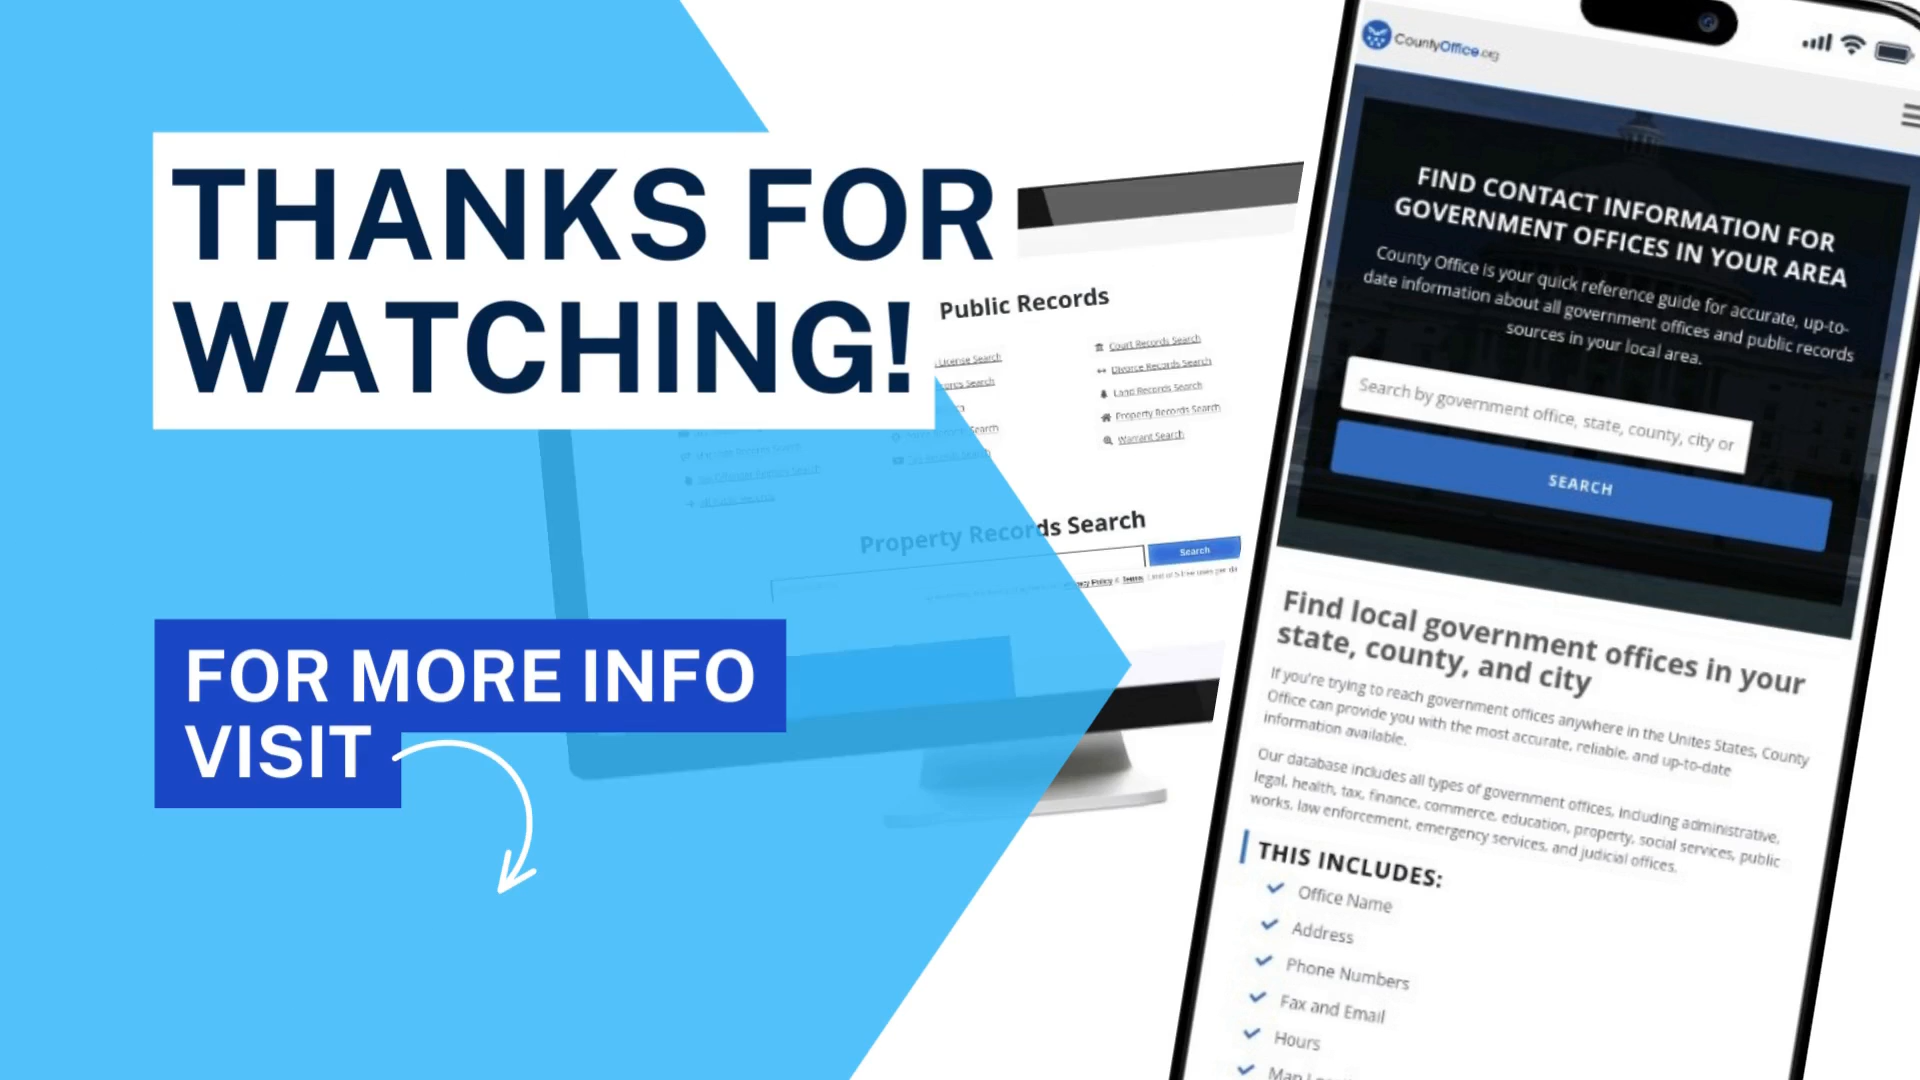 THANKS FOR
WATCHING!
FOR MORE INFO
VISIT
Public Records
License Search
Search
Search
Court Records Search
Divorce Records Search
Land Records Search
Property Records Search
Warrant Search
Property Records Search
Search
Policy & Terms
CountyOffice.org
FIND CONTACT INFORMATION FOR
GOVERNMENT OFFICES IN YOUR AREA
County Office is your quick reference guide for accurate, up-to-
date information about all government offices and public records
sources in your local area.
Search by government office, state, county, city or
SEARCH
Find local government offices in your
state, county, and city
If you're trying to reach government offices anywhere in the Unites States, County
Office can provide you with the most accurate, reliable, and up-to-date
information available.
Our database includes all types of government offices, including administrative,
legal, health, tax, finance, commerce, education, property, social services, public
works, law enforcement, emergency services, and judicial offices.
THIS INCLUDES:
Office Name
Address
Phone Numbers
Fax and Email
Hours